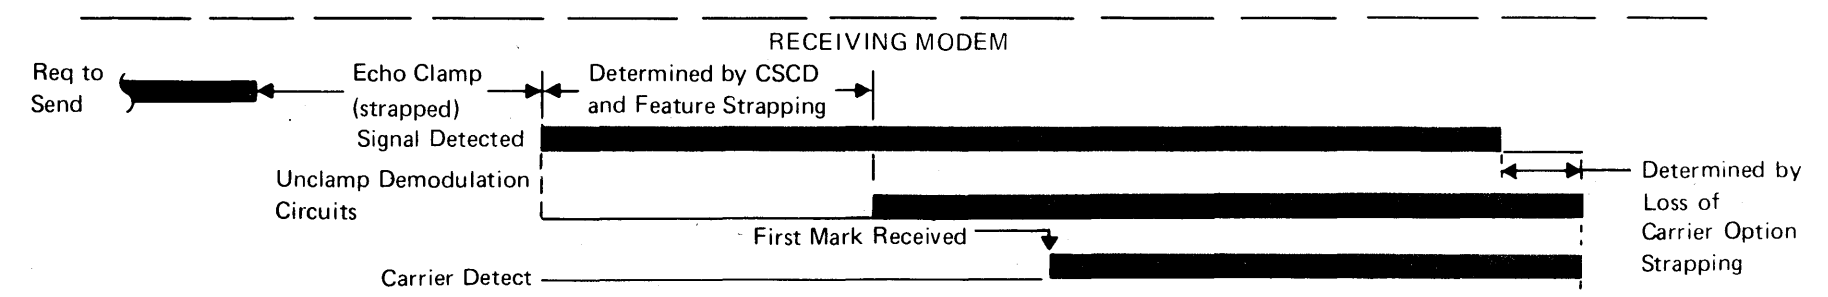 RECEIVING MODEM
Req to
Send
Echo Clamp
(strapped)
Determined by CSCD
and Feature Strapping
Signal Detected
Unclamp Demodulation
Circuits
First Mark Received
Carrier Detect
Determined by
Loss of
Carrier Option
Strapping